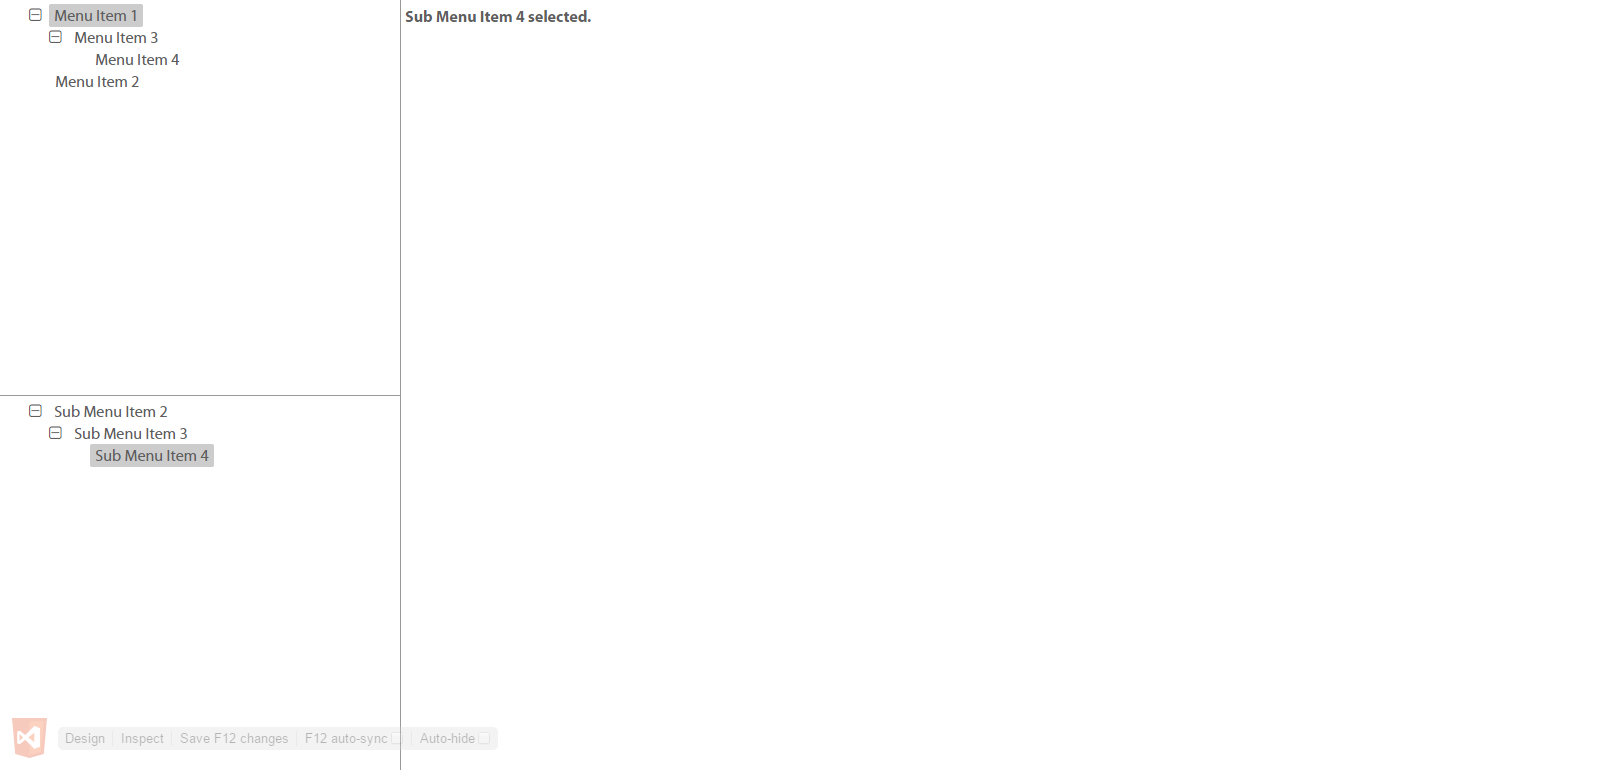 Menu Item 1
Menu Item 3
Menu Item 4
Menu Item 2
Sub Menu Item 4 selected.
Sub Menu Item 2
Sub Menu Item 3
Sub Menu Item 4
Design Inspect Save F12 changes F12 auto-sync Auto-hide